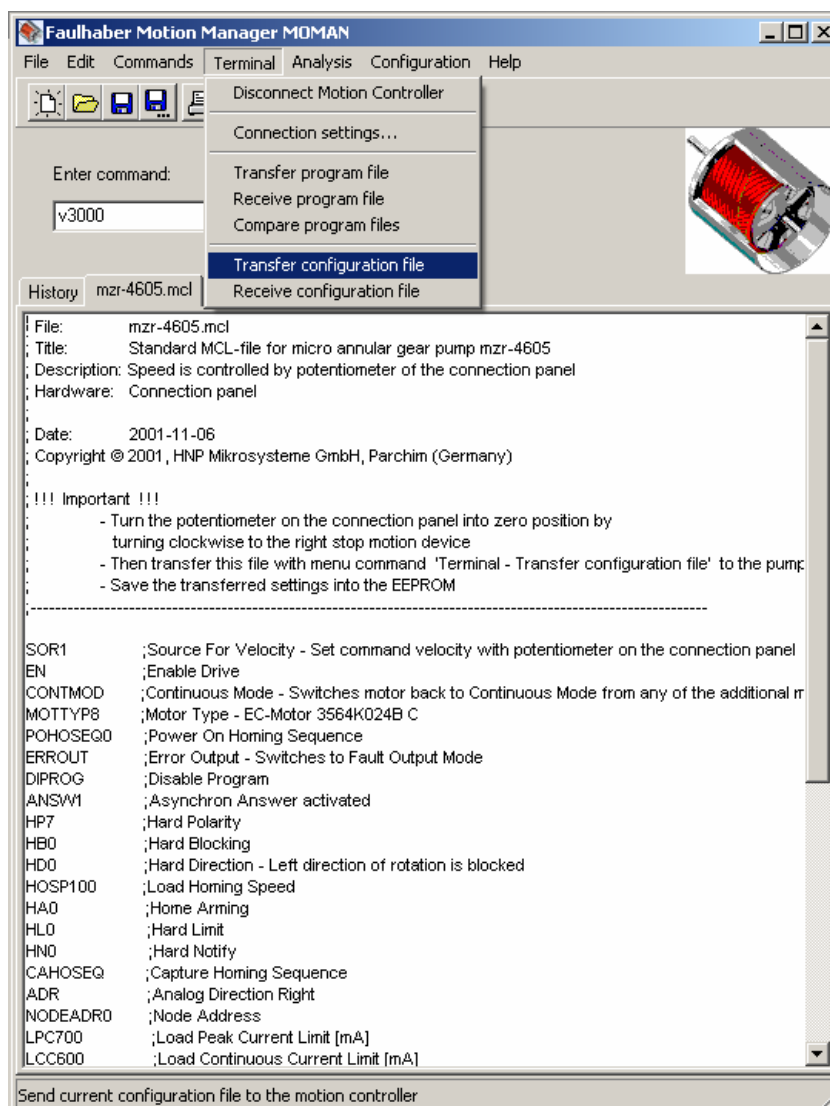 Faulhaber Motion Manager MOMAN
File Edit Commands Terminal Analysis Configuration Help
Disconnect Motion Controller
Connection settings...
Enter command:
Transfer program file
Receive program file
v3000
Compare program files
Transfer configuration file
Receive configuration file
History mzr-4605.mcl
; File: mzr-4605.mcl
; Title: Standard MCL-file for micro annular gear pump mzr-4605
; Description: Speed is controlled by potentiometer of the connection panel
; Hardware: Connection panel
;
; Date: 2001-11-06
; Copyright © 2001, HNP Mikrosysteme GmbH, Parchim (Germany)
;
; !!! Important !!!
; - Turn the potentiometer on the connection panel into zero position by
; turning clockwise to the right stop motion device
; - Then transfer this file with menu command 'Terminal - Transfer configuration file' to the pump
; - Save the transferred settings into the EEPROM
;--------------------------------------------------------------------------------------------------------------
SOR1 ;Source For Velocity - Set command velocity with potentiometer on the connection panel
EN ;Enable Drive
CONTMOD ;Continuous Mode - Switches motor back to Continuous Mode from any of the additional m
MOTTYP8 ;Motor Type - EC-Motor 3564K024B C
POHOSEQ0 ;Power On Homing Sequence
ERROUT ;Error Output - Switches to Fault Output Mode
DIPROG ;Disable Program
ANSW1 ;Asynchron Answer activated
HP7 ;Hard Polarity
HB0 ;Hard Blocking
HD0 ;Hard Direction - Left direction of rotation is blocked
HOSP100 ;Load Homing Speed
HA0 ;Home Arming
HL0 ;Hard Limit
HN0 ;Hard Notify
CAHOSEQ ;Capture Homing Sequence
ADR ;Analog Direction Right
NODEADR0 ;Node Address
LPC700 ;Load Peak Current Limit [mA]
LCC600 ;Load Continuous Current Limit [mA]
Send current configuration file to the motion controller